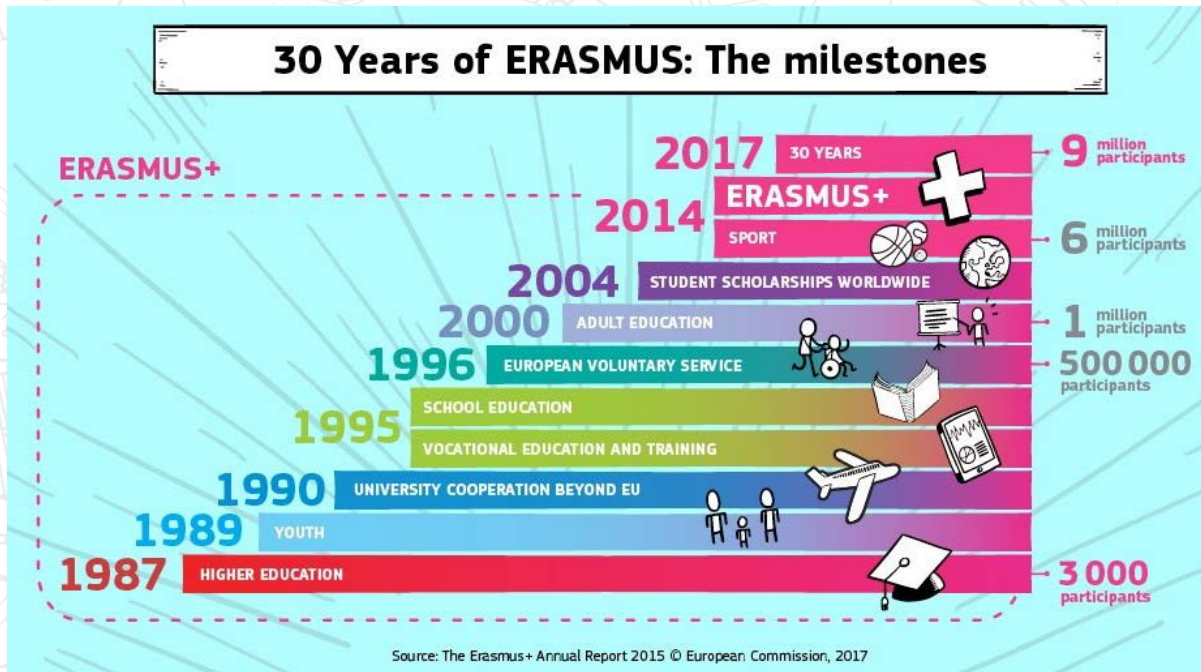 30 Years of ERASMUS: The milestones
ERASMUS+
2017 30 YEARS 9 million participants
2014 ERASMUS+
SPORT 6 million participants
2004 STUDENT SCHOLARSHIPS WORLDWIDE
2000 ADULT EDUCATION 1 million participants
1996 EUROPEAN VOLUNTARY SERVICE 500 000 participants
1995 SCHOOL EDUCATION
VOCATIONAL EDUCATION AND TRAINING
1990 UNIVERSITY COOPERATION BEYOND EU
1989 YOUTH
1987 HIGHER EDUCATION 3 000 participants
Source: The Erasmus+ Annual Report 2015 © European Commission, 2017